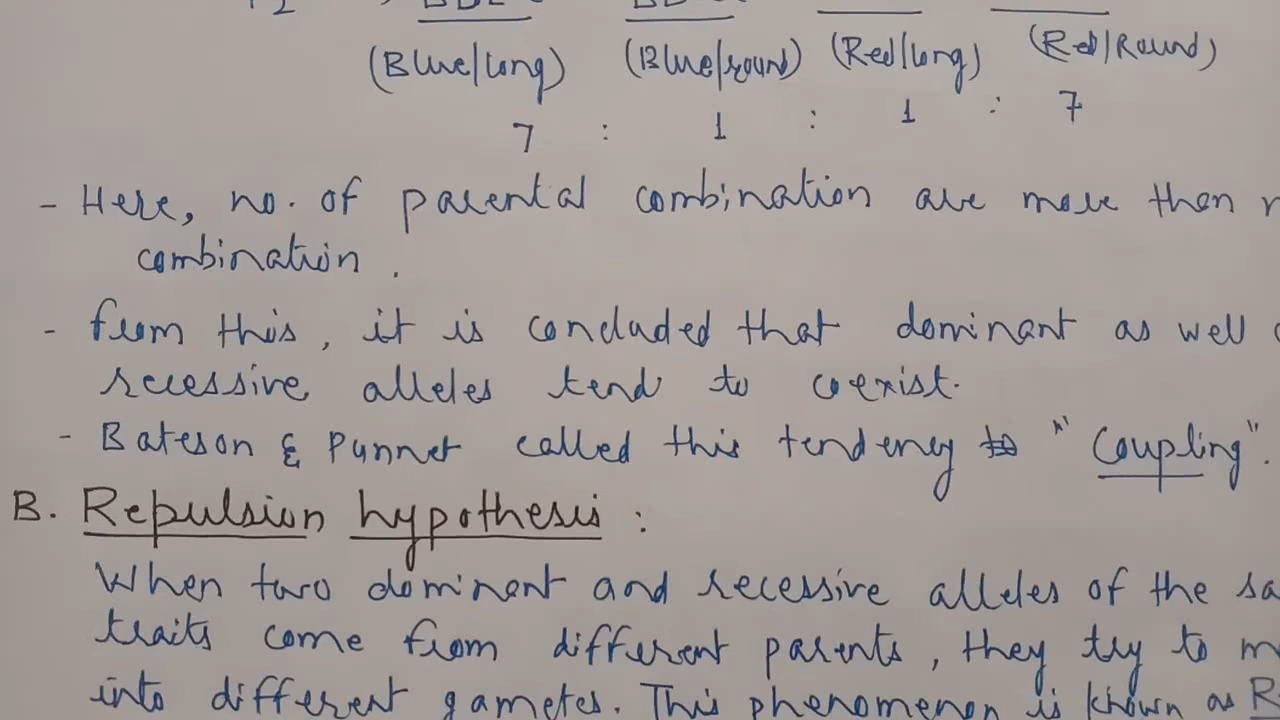 (Blue/long) (Blue/round) (Red/long) (Red/Round)
7 : 1 : 1 : 7
- Here, no. of parental combination are more then
combination.
- from this, it is concluded that dominant as well
recessive alleles tend to coexist.
- Bateson & Punnet called this tendency to "Coupling".
B. Repulsion hypothesis :
When two dominant and recessive alleles of the sa
traits come from different parents, they try to m
into different gametes. This phenomenon is known as R